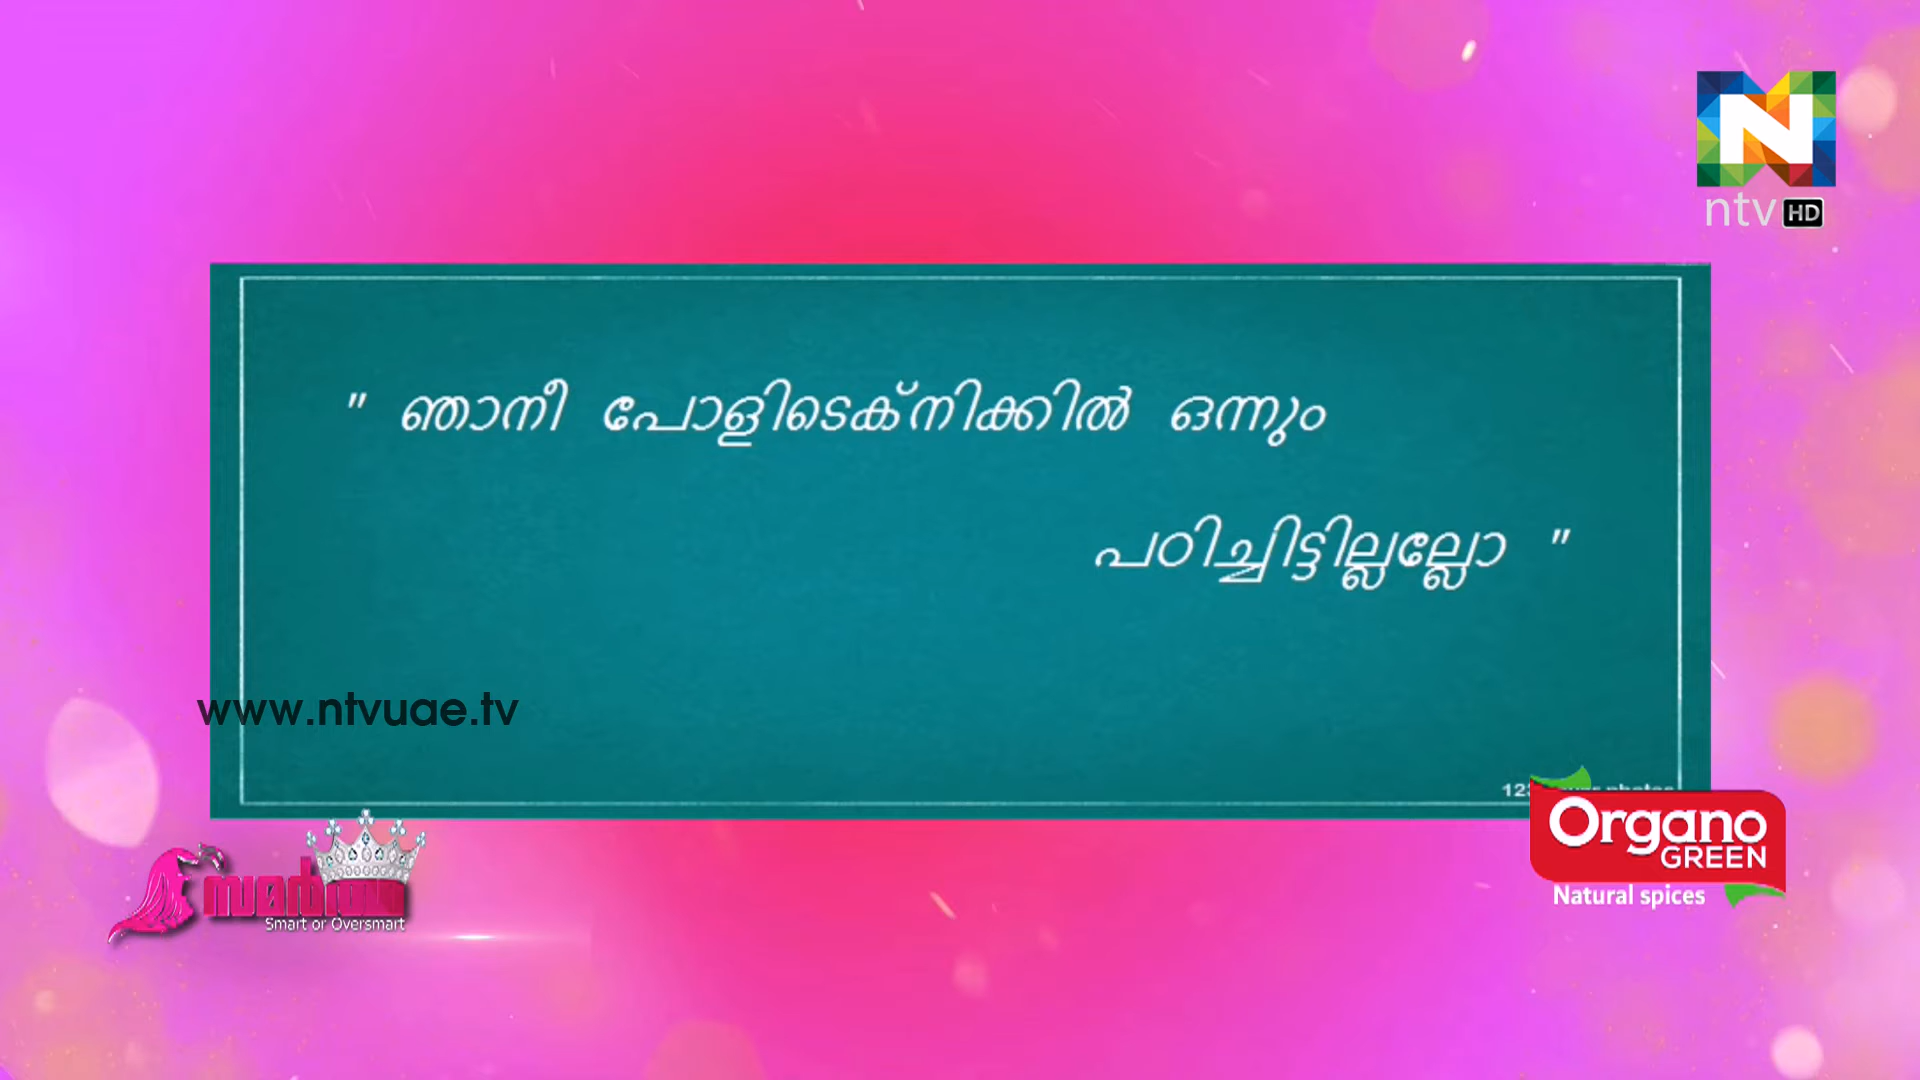 ntv HD
" ഞാനീ പോളിടെക്നിക്കിൽ ഒന്നും
പഠിച്ചിട്ടില്ലല്ലോ "
www.ntvuae.tv
Organo
GREEN
Natural spices
Smart or Oversmart